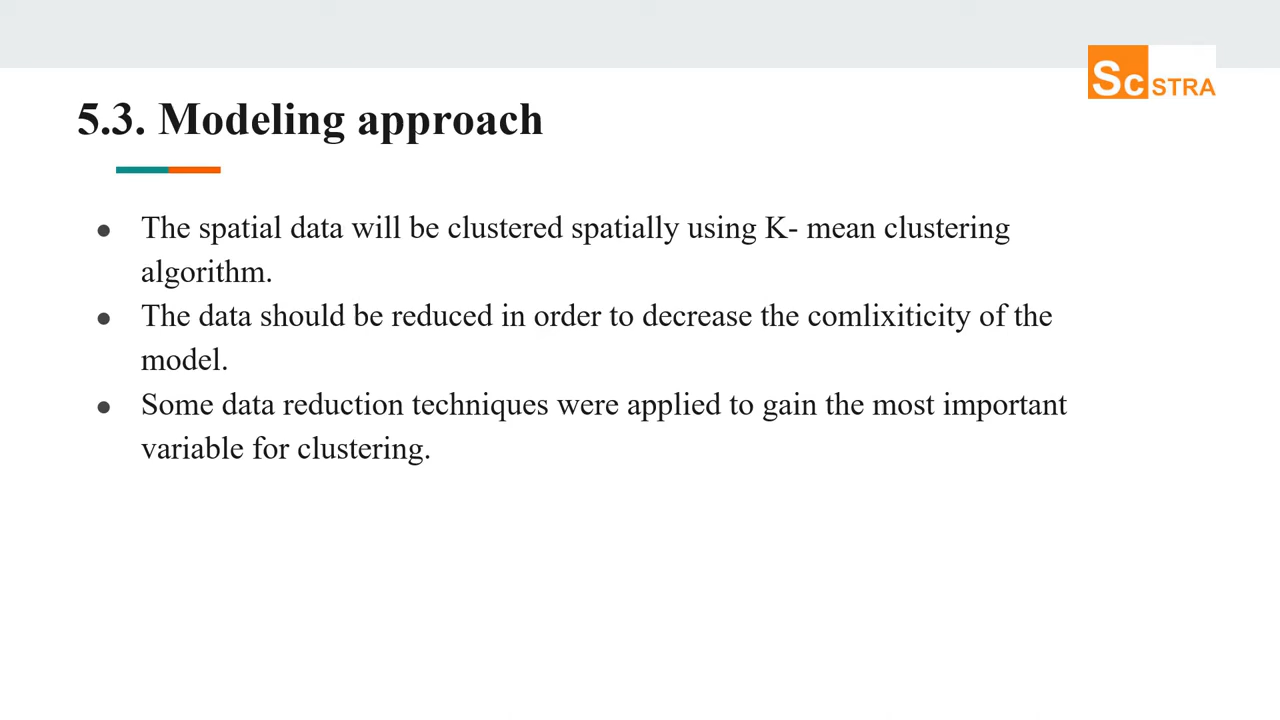 Sc STRA
5.3. Modeling approach
● The spatial data will be clustered spatially using K- mean clustering
algorithm.
● The data should be reduced in order to decrease the comlixiticity of the
model.
● Some data reduction techniques were applied to gain the most important
variable for clustering.